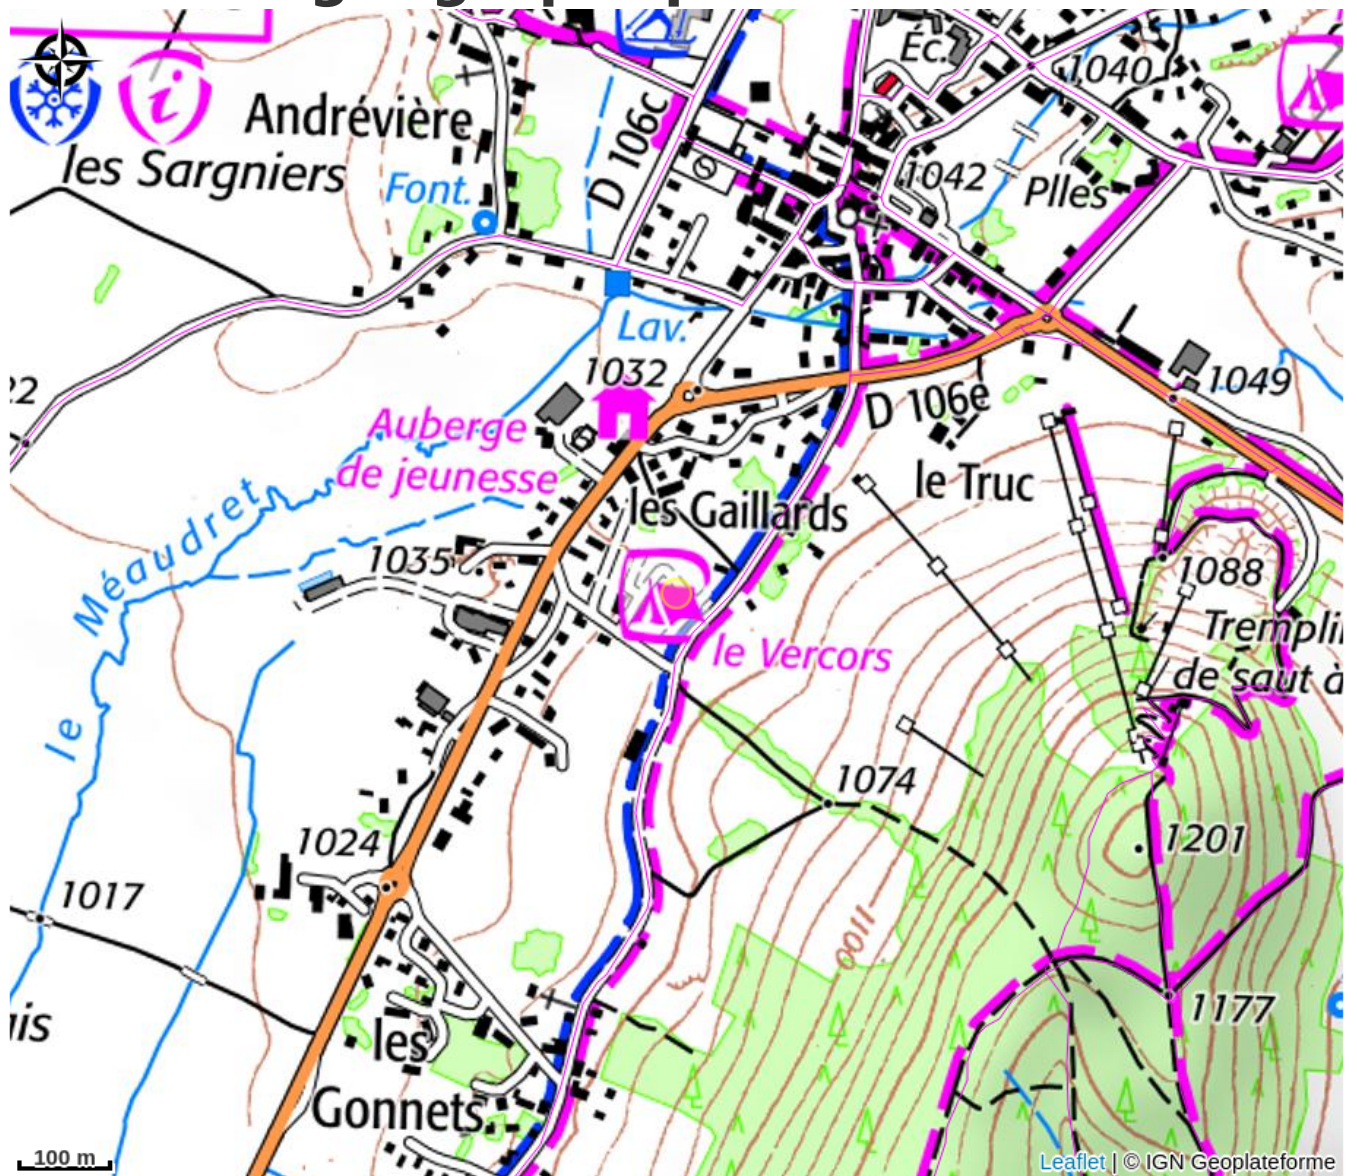 Éc.
1040
i
Andrévière
les Sargniers
D 106c
Font.
1042
Plles
Lav.
1032
1049
22
D 106e
Auberge
de jeunesse
le Truc
les Gaillards
1035
1088
le Méaudret
Tremplin
de saut à
le Vercors
1074
1024
1201
1017
1100
1177
is
les
Gonnets
100 m
Leaflet | © IGN Geoplateforme